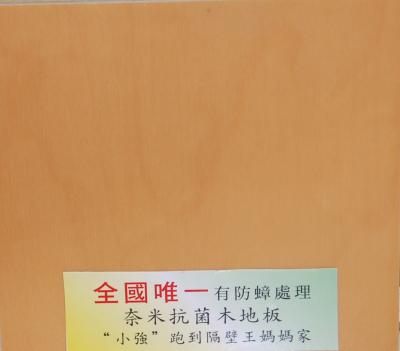 全國唯一有防蟑處理
奈米抗菌木地板
“小強”跑到隔壁王媽媽家